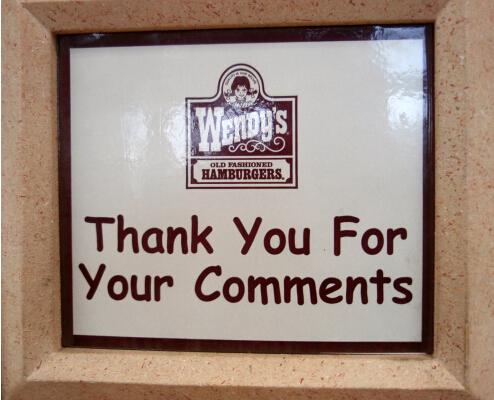 Wendy's
OLD FASHIONED
HAMBURGERS.
Thank You For
Your Comments